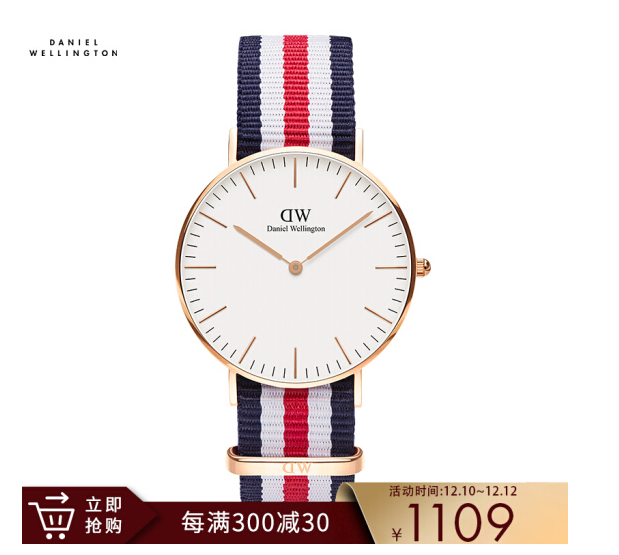 DANIEL
WELLINGTON
DW
Daniel Wellington
DW
立即
抢购
每满300减30
活动时间:12.10~12.12
¥1109